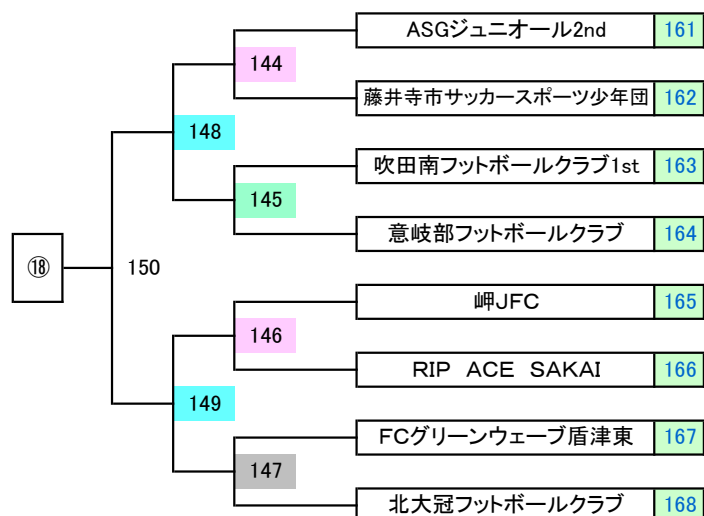 ASGジュニオール2nd 161
144
藤井寺市サッカースポーツ少年団 162
148
吹田南フットボールクラブ1st 163
145
意岐部フットボールクラブ 164
⑱ 150
岬JFC 165
146
RIP ACE SAKAI 166
149
FCグリーンウェーブ盾津東 167
147
北大冠フットボールクラブ 168